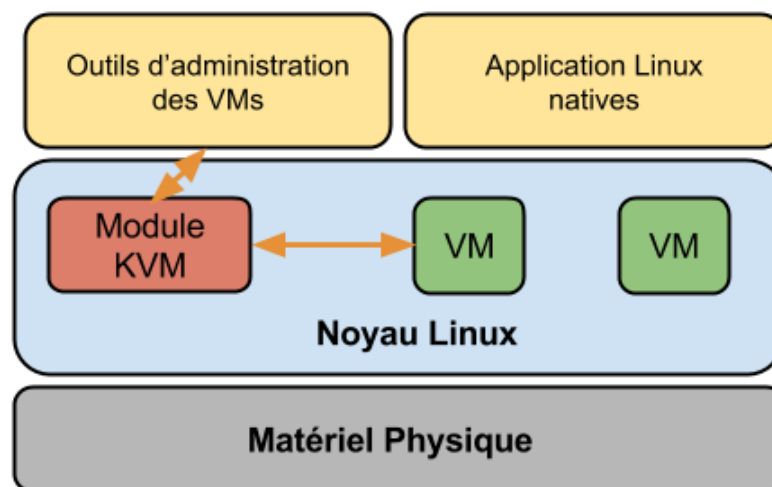 Outils d'administration
des VMs
Application Linux
natives
Module
KVM
VM
VM
Noyau Linux
Matériel Physique